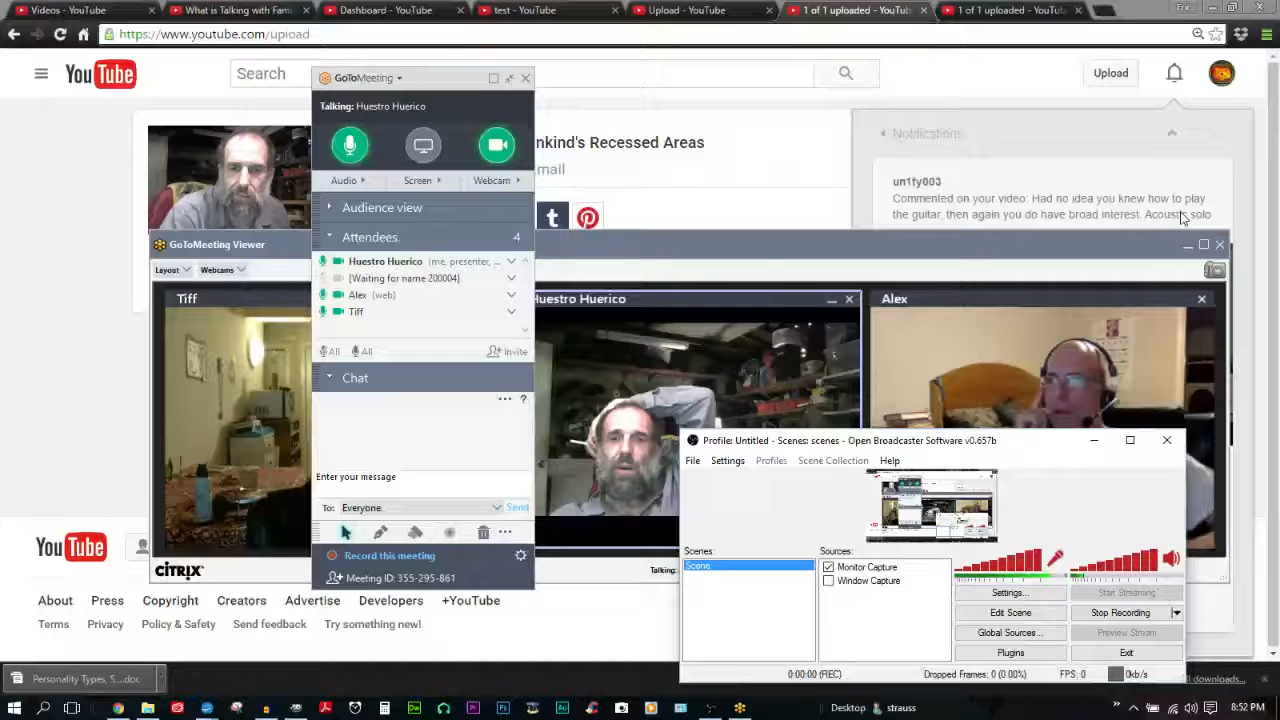 Videos - YouTube
What is Talking with Fam
Dashboard - YouTube
test - YouTube
Upload - YouTube
1 of 1 uploaded - YouTub
1 of 1 uploaded - YouTub
Eric
https://www.youtube.com/upload
YouTube
Search
Upload
nkind's Recessed Areas
mail
Notifications
un1fy003
Commented on your video: Had no idea you knew how to play
the guitar, then again you do have broad interest. Acoustic solo
GoToMeeting
Talking: Huestro Huerico
Audio
Screen
Webcam
Audience view
Attendees
4
Huestro Huerico (me, presenter, ...
[Waiting for name 200004]
Alex (web)
Tiff
All
All
Invite
Chat
Enter your message
To: Everyone
Send
Record this meeting
Meeting ID: 355-295-861
GoToMeeting Viewer
Layout
Webcams
Tiff
Huestro Huerico
Alex
CITRIX
Talking:
Profile: Untitled - Scenes: scenes - Open Broadcaster Software v0.657b
File
Settings
Profiles
Scene Collection
Help
Scenes:
Scene
Sources:
Monitor Capture
Window Capture
Settings...
Start Streaming
Edit Scene
Stop Recording
Global Sources...
Preview Stream
Plugins
Exit
0:00:00 (REC)
Dropped Frames: 0 (0.00%)
FPS: 0
0kb/s
YouTube
About
Press
Copyright
Creators
Advertise
Developers
+YouTube
Terms
Privacy
Policy & Safety
Send feedback
Try something new!
Personality Types, S....doc
downloads...
Desktop
strauss
8:52 PM